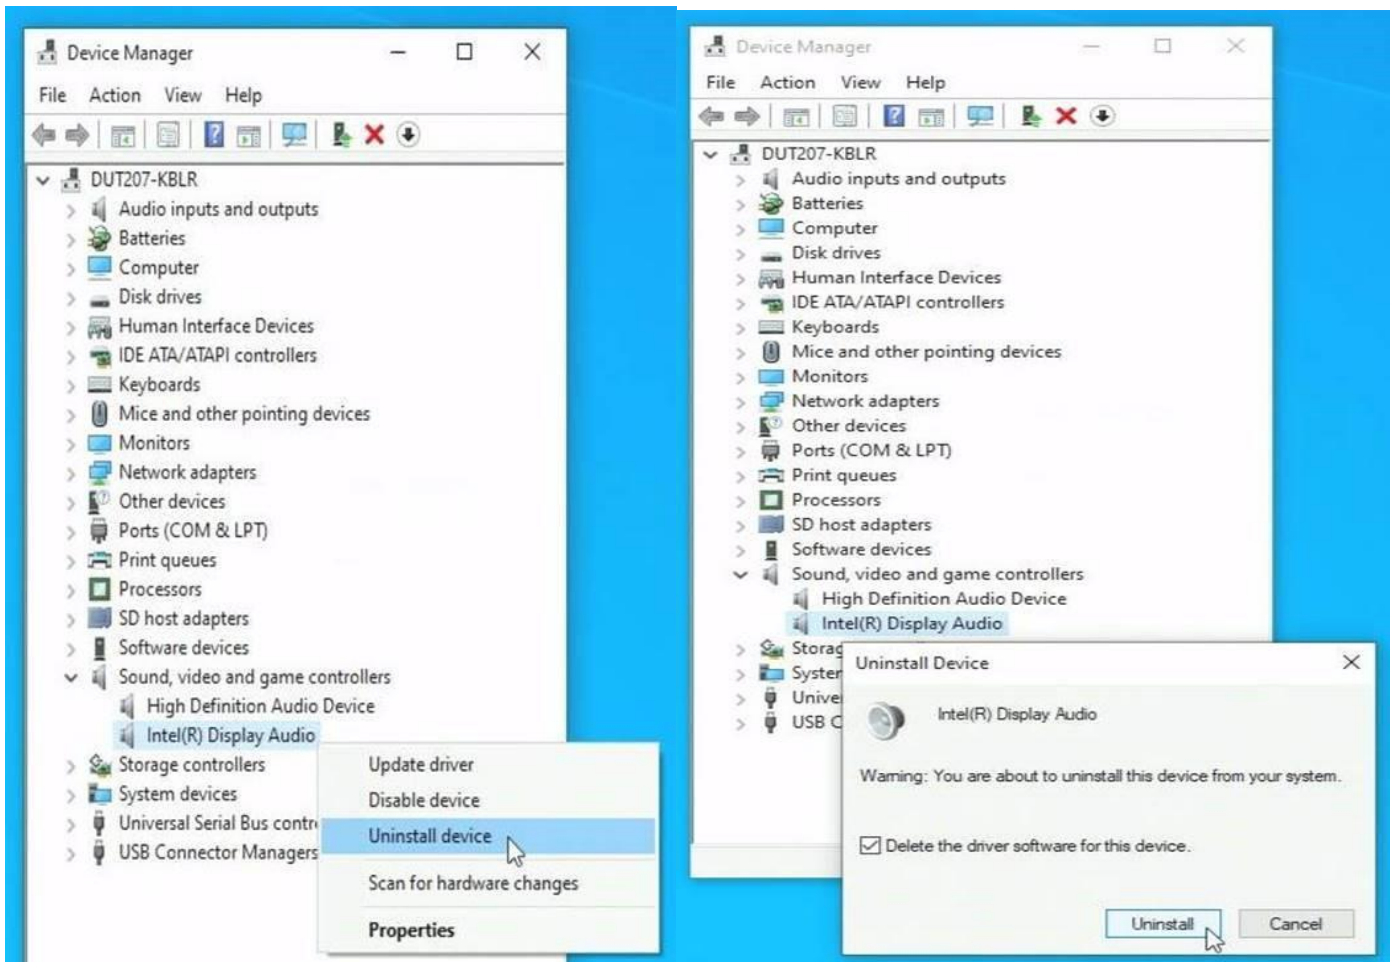 Device Manager
File Action View Help
DUT207-KBLR
Audio inputs and outputs
Batteries
Computer
Disk drives
Human Interface Devices
IDE ATA/ATAPI controllers
Keyboards
Mice and other pointing devices
Monitors
Network adapters
Other devices
Ports (COM & LPT)
Print queues
Processors
SD host adapters
Software devices
Sound, video and game controllers
High Definition Audio Device
Intel(R) Display Audio
Storage controllers
System devices
Universal Serial Bus contr
USB Connector Managers
Update driver
Disable device
Uninstall device
Scan for hardware changes
Properties
Device Manager
File Action View Help
DUT207-KBLR
Audio inputs and outputs
Batteries
Computer
Disk drives
Human Interface Devices
IDE ATA/ATAPI controllers
Keyboards
Mice and other pointing devices
Monitors
Network adapters
Other devices
Ports (COM & LPT)
Print queues
Processors
SD host adapters
Software devices
Sound, video and game controllers
High Definition Audio Device
Intel(R) Display Audio
Storag
System
Univer
USB C
Uninstall Device
Intel(R) Display Audio
Warning: You are about to uninstall this device from your system.
Delete the driver software for this device.
Uninstall Cancel